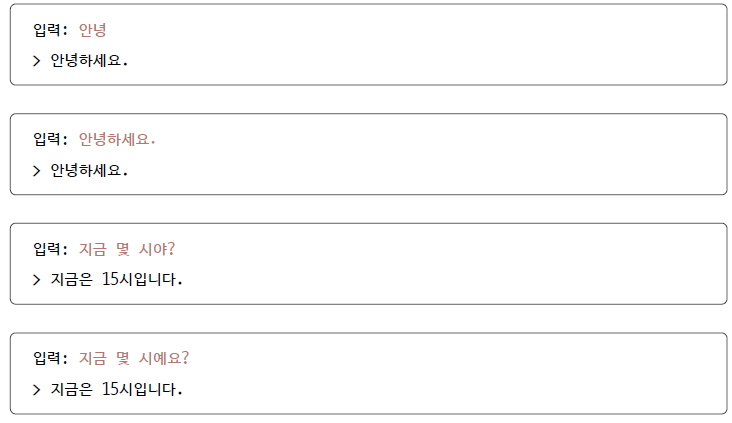 입력: 안녕
> 안녕하세요.
입력: 안녕하세요.
> 안녕하세요.
입력: 지금 몇 시야?
> 지금은 15시입니다.
입력: 지금 몇 시예요?
> 지금은 15시입니다.